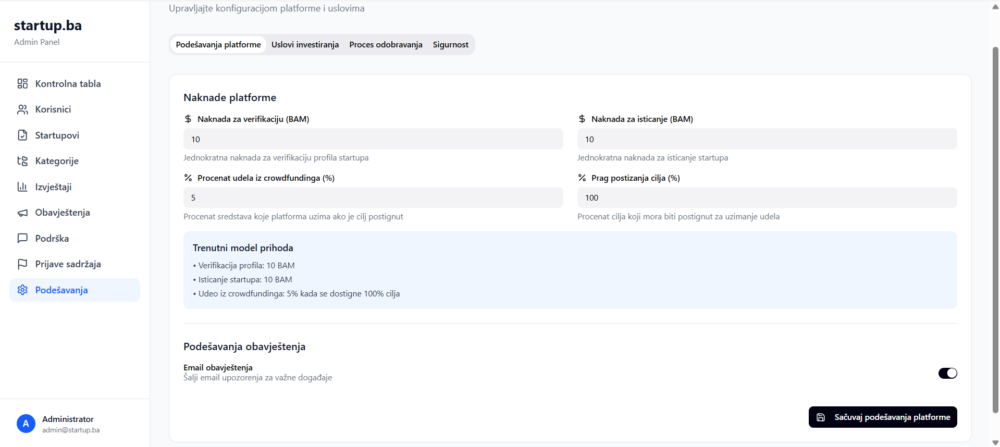 startup.ba
Admin Panel
Kontrolna tabla
Korisnici
Startupovi
Kategorije
Izvještaji
Obavještenja
Podrška
Prijave sadržaja
Podešavanja
A
Administrator
admin@startup.ba
Upravljajte konfiguracijom platforme i uslovima
Podešavanja platforme
Uslovi investiranja
Proces odobravanja
Sigurnost
Naknade platforme
Naknada za verifikaciju (BAM)
10
Jednokratna naknada za verifikaciju profila startupa
Naknada za isticanje (BAM)
10
Jednokratna naknada za isticanje startupa
Procenat udela iz crowdfundinga (%)
5
Procenat sredstava koje platforma uzima ako je cilj postignut
Prag postizanja cilja (%)
100
Procenat cilja koji mora biti postignut za uzimanje udela
Trenutni model prihoda
• Verifikacija profila: 10 BAM
• Isticanje startupa: 10 BAM
• Udeo iz crowdfundinga: 5% kada se dostigne 100% cilja
Podešavanja obavještenja
Email obavještenja
Šalji email upozorenja za važne događaje
Sačuvaj podešavanja platforme